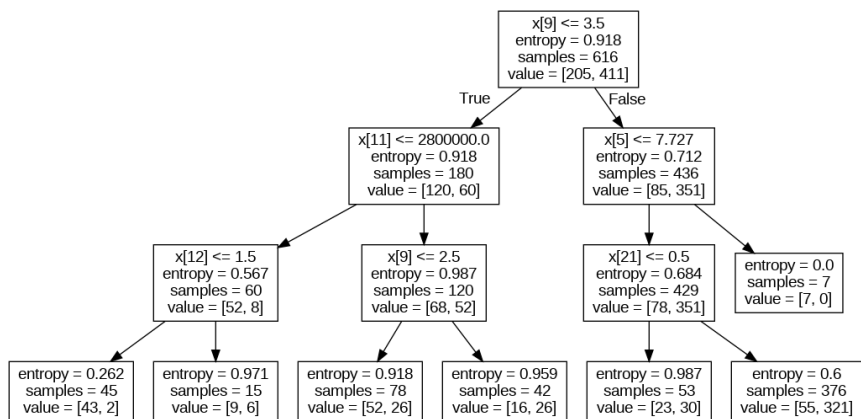 x[9] <= 3.5
entropy = 0.918
samples = 616
value = [205, 411]
True
False
x[11] <= 2800000.0
entropy = 0.918
samples = 180
value = [120, 60]
x[5] <= 7.727
entropy = 0.712
samples = 436
value = [85, 351]
x[12] <= 1.5
entropy = 0.567
samples = 60
value = [52, 8]
x[9] <= 2.5
entropy = 0.987
samples = 120
value = [68, 52]
x[21] <= 0.5
entropy = 0.684
samples = 429
value = [78, 351]
entropy = 0.0
samples = 7
value = [7, 0]
entropy = 0.262
samples = 45
value = [43, 2]
entropy = 0.971
samples = 15
value = [9, 6]
entropy = 0.918
samples = 78
value = [52, 26]
entropy = 0.959
samples = 42
value = [16, 26]
entropy = 0.987
samples = 53
value = [23, 30]
entropy = 0.6
samples = 376
value = [55, 321]